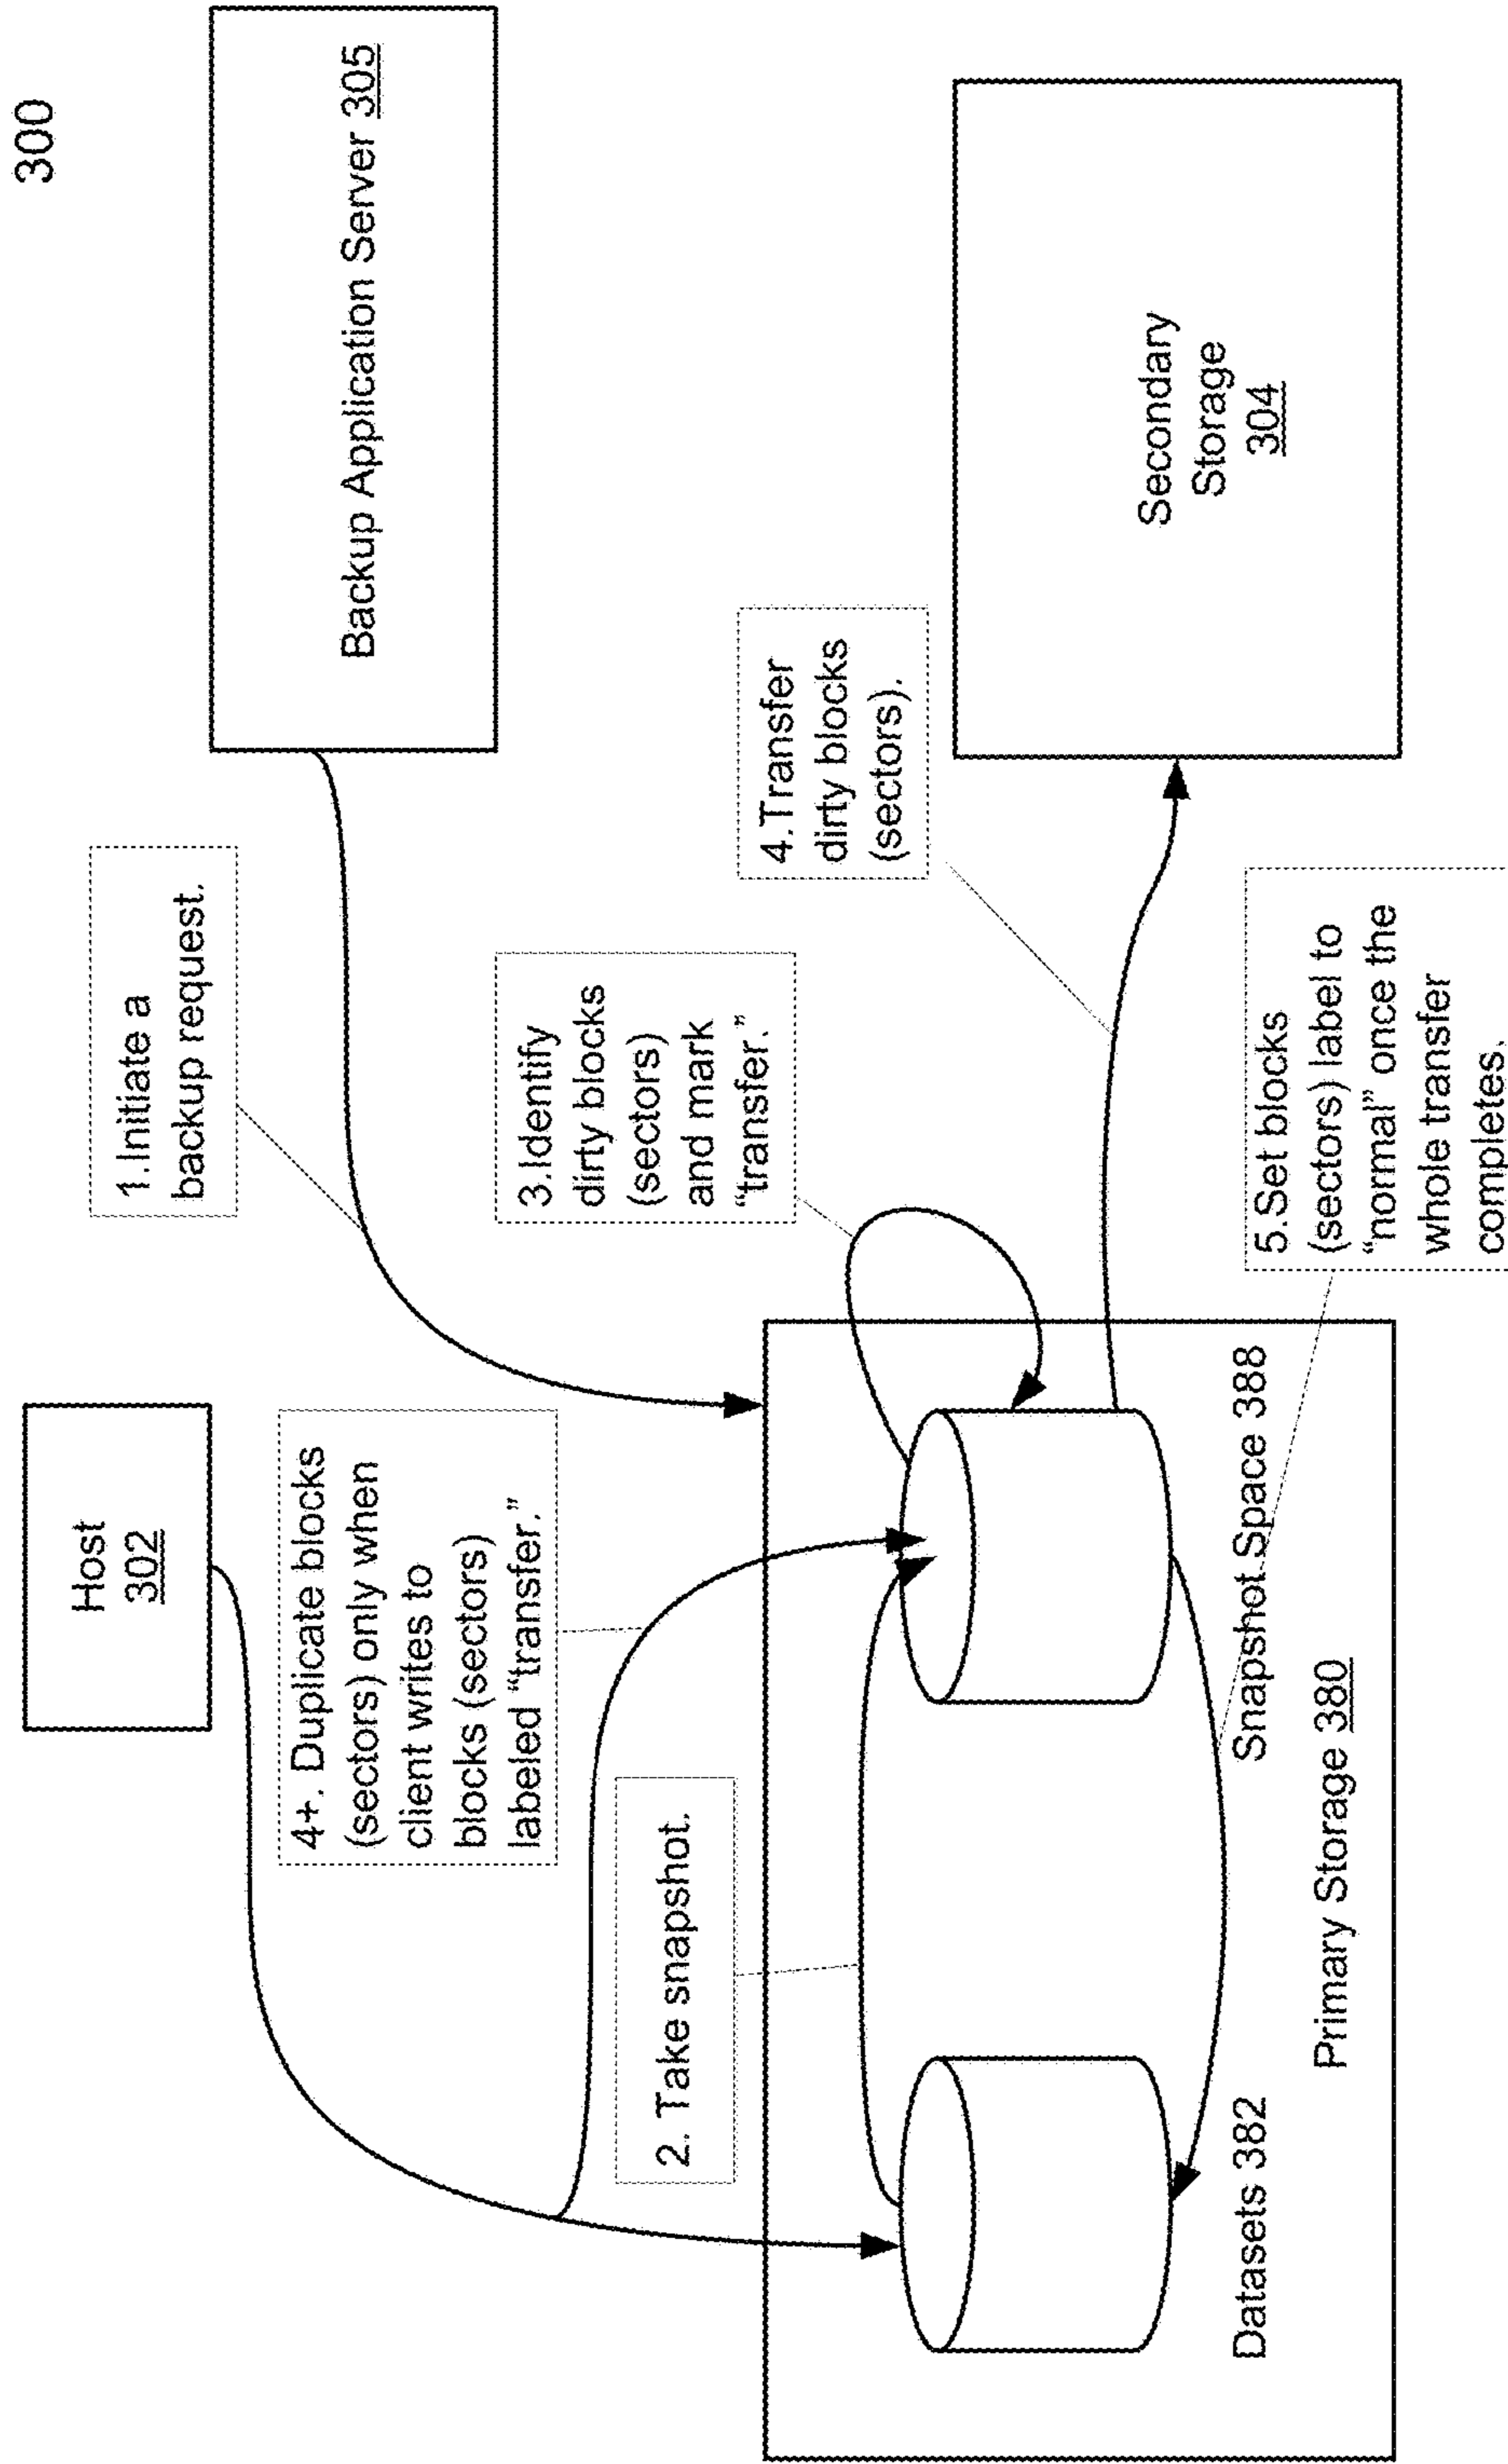 300
Host
302
Backup Application Server 305
1.Initiate a
backup request.
4+. Duplicate blocks
(sectors) only when
client writes to
blocks (sectors)
labeled “transfer.”
2. Take snapshot.
3.Identify
dirty blocks
(sectors)
and mark
“transfer.”
4.Transfer
dirty blocks
(sectors).
Secondary
Storage
304
Datasets 382
Snapshot Space 388
Primary Storage 380
5.Set blocks
(sectors) label to
“normal” once the
whole transfer
completes.